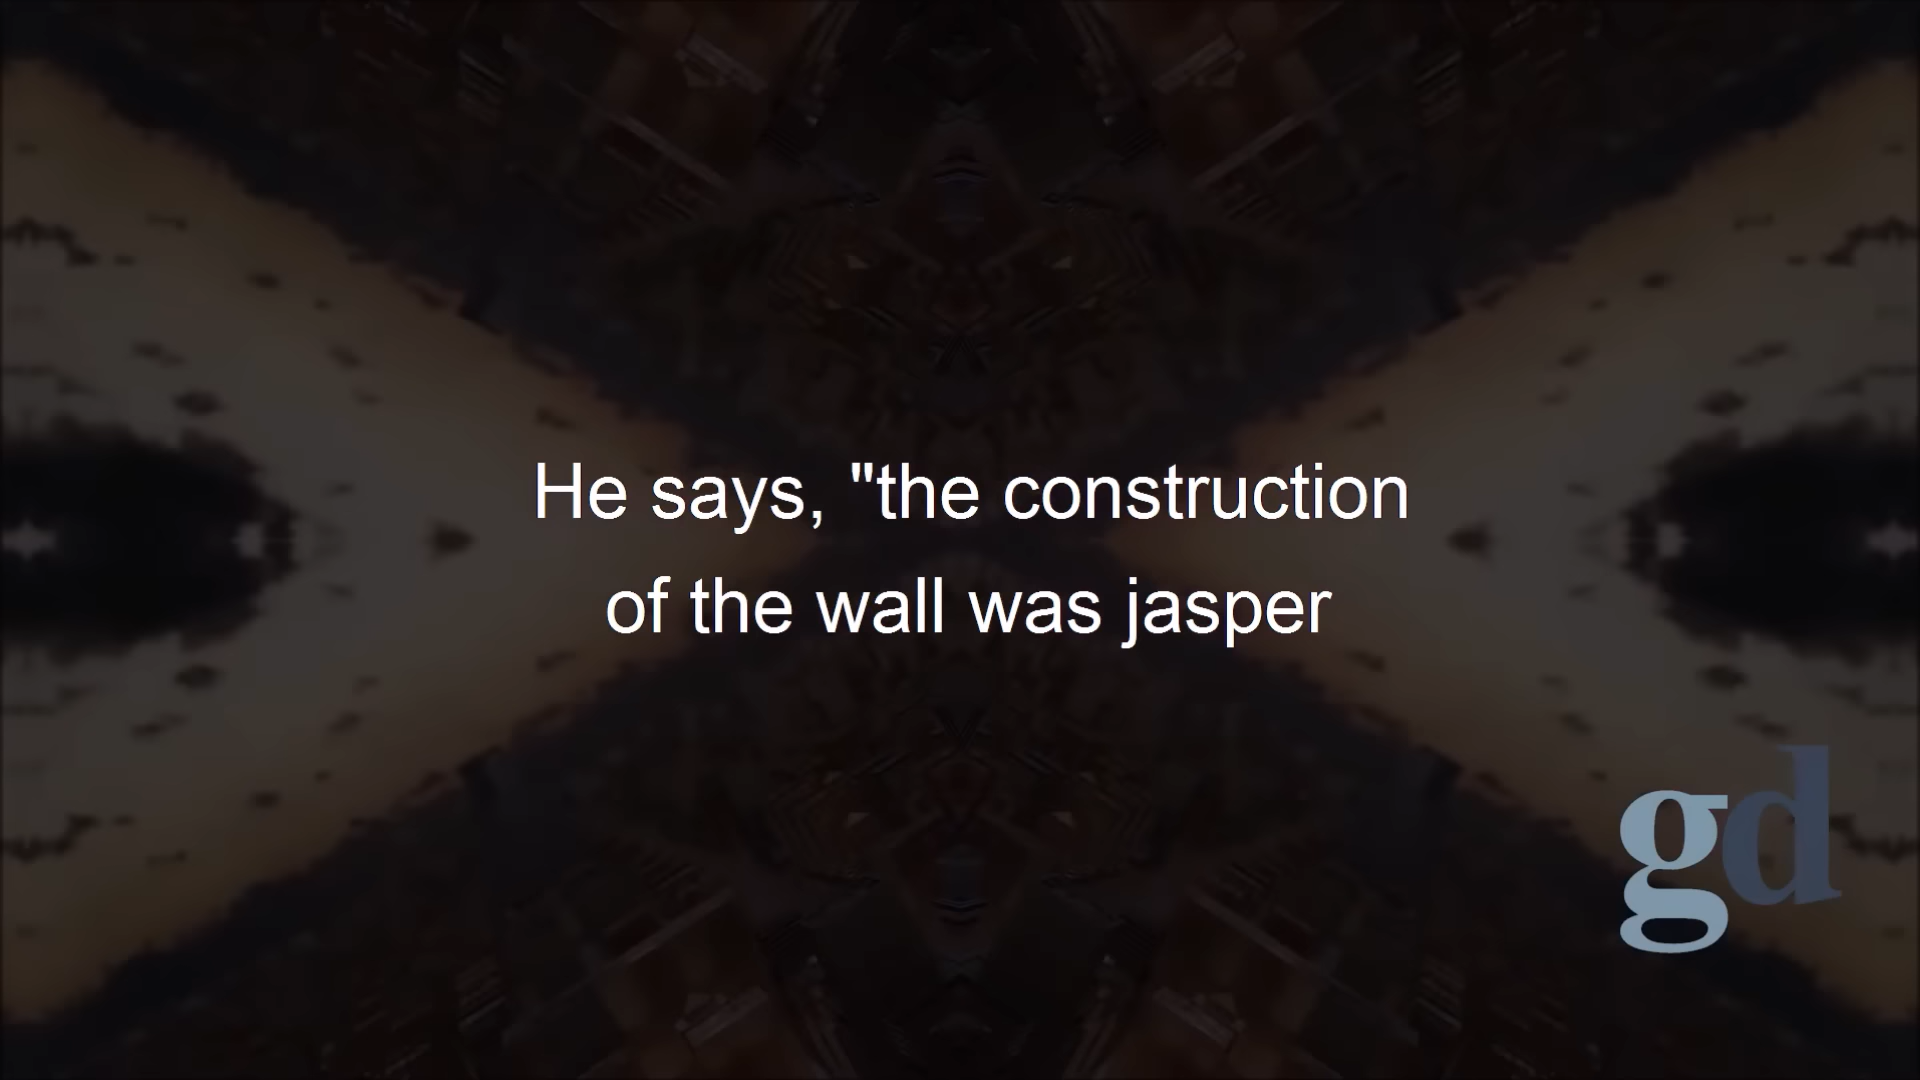 He says, "the construction
of the wall was jasper
gd